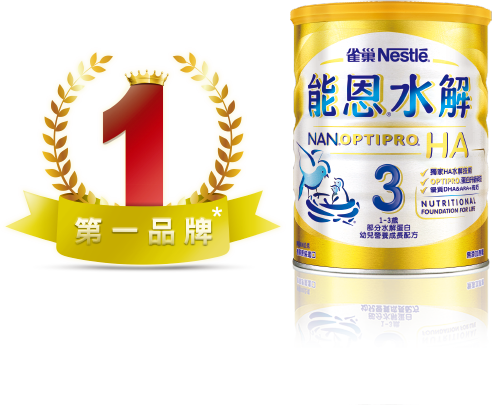 1
第一品牌*
雀巢 Nestlé®
能恩®水解
NAN® OPTIPRO® HA
獨家HA水解技術
3
NUTRITIONAL
FOUNDATION FOR LIFE
1-3歲
部分水解蛋白
幼兒營養成長配方